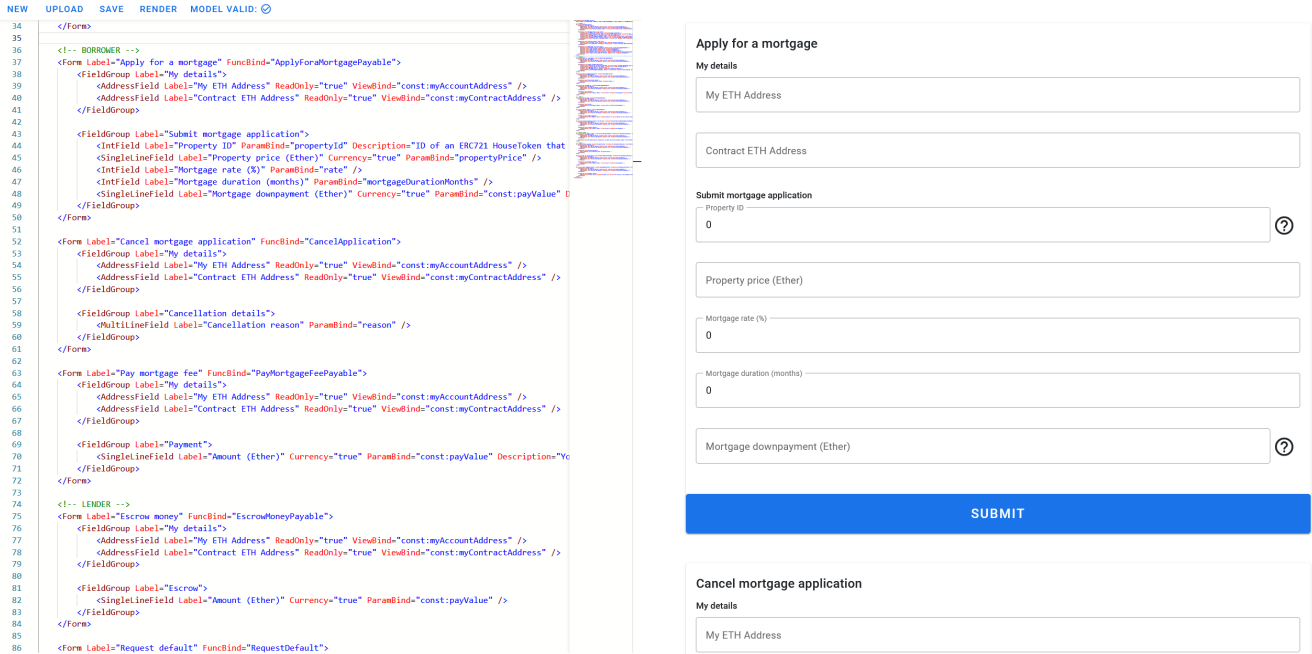 NEW UPLOAD SAVE RENDER MODEL VALID:
34 </Form>
35
36 <!-- BORROWER -->
37 <Form Label="Apply for a mortgage" FuncBind="ApplyForaMortgagePayable">
38 <FieldGroup Label="My details">
39 <AddressField Label="My ETH Address" ReadOnly="true" ViewBind="const:myAccountAddress" />
40 <AddressField Label="Contract ETH Address" ReadOnly="true" ViewBind="const:myContractAddress" />
41 </FieldGroup>
42
43 <FieldGroup Label="Submit mortgage application">
44 <IntField Label="Property ID" ParamBind="propertyId" Description="ID of an ERC721 HouseToken that
45 <SingleLineField Label="Property price (Ether)" Currency="true" ParamBind="propertyPrice" />
46 <IntField Label="Mortgage rate (%)" ParamBind="rate" />
47 <IntField Label="Mortgage duration (months)" ParamBind="mortgageDurationMonths" />
48 <SingleLineField Label="Mortgage downpayment (Ether)" Currency="true" ParamBind="const:payValue" D
49 </FieldGroup>
50 </Form>
51
52 <Form Label="Cancel mortgage application" FuncBind="CancelApplication">
53 <FieldGroup Label="My details">
54 <AddressField Label="My ETH Address" ReadOnly="true" ViewBind="const:myAccountAddress" />
55 <AddressField Label="Contract ETH Address" ReadOnly="true" ViewBind="const:myContractAddress" />
56 </FieldGroup>
57
58 <FieldGroup Label="Cancellation details">
59 <MultiLineField Label="Cancellation reason" ParamBind="reason" />
60 </FieldGroup>
61 </Form>
62
63 <Form Label="Pay mortgage fee" FuncBind="PayMortgageFeePayable">
64 <FieldGroup Label="My details">
65 <AddressField Label="My ETH Address" ReadOnly="true" ViewBind="const:myAccountAddress" />
66 <AddressField Label="Contract ETH Address" ReadOnly="true" ViewBind="const:myContractAddress" />
67 </FieldGroup>
68
69 <FieldGroup Label="Payment">
70 <SingleLineField Label="Amount (Ether)" Currency="true" ParamBind="const:payValue" Description="Yo
71 </FieldGroup>
72 </Form>
73
74 <!-- LENDER -->
75 <Form Label="Escrow money" FuncBind="EscrowMoneyPayable">
76 <FieldGroup Label="My details">
77 <AddressField Label="My ETH Address" ReadOnly="true" ViewBind="const:myAccountAddress" />
78 <AddressField Label="Contract ETH Address" ReadOnly="true" ViewBind="const:myContractAddress" />
79 </FieldGroup>
80
81 <FieldGroup Label="Escrow">
82 <SingleLineField Label="Amount (Ether)" Currency="true" ParamBind="const:payValue" />
83 </FieldGroup>
84 </Form>
85
86 <Form Label="Request default" FuncBind="RequestDefault">
Apply for a mortgage
My details
My ETH Address
Contract ETH Address
Submit mortgage application
Property ID
0
?
Property price (Ether)
Mortgage rate (%)
0
Mortgage duration (months)
0
Mortgage downpayment (Ether)
?
SUBMIT
Cancel mortgage application
My details
My ETH Address